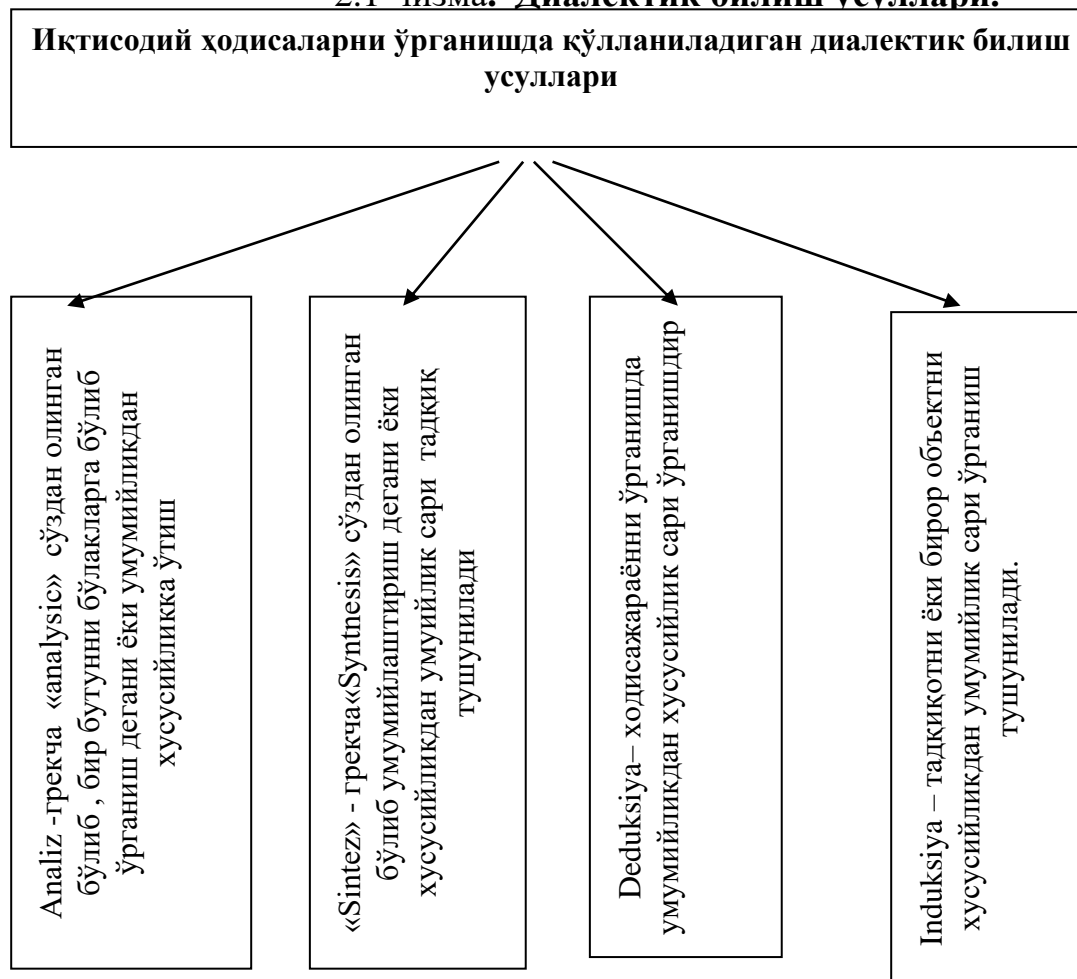 2.1 чизма. Диалектик билиш усуллари.
Иқтисодий ҳодисаларни ўрганишда қўлланиладиган диалектик билиш
усуллари
Analiz -грекча «analysic» сўздан олинган
бўлиб , бир бутунни бўлакларга бўлиб
ўрганиш дегани ёки умумийликдан
хусусийликка ўтиш
«Sintez» - грекча«Syntnesis» сўздан олинган
бўлиб умумийлаштириш дегани ёки
хусусийликдан умуийлик сари тадқиқ
тушунилади
Deduksiya– ходисажараённи ўрганишда
умумийликдан хусусийлик сари ўрганишдир
Induksiya – тадқиқотни ёки бирор объектни
хусусийликдан умумийлик сари ўрганиш
тушунилади.